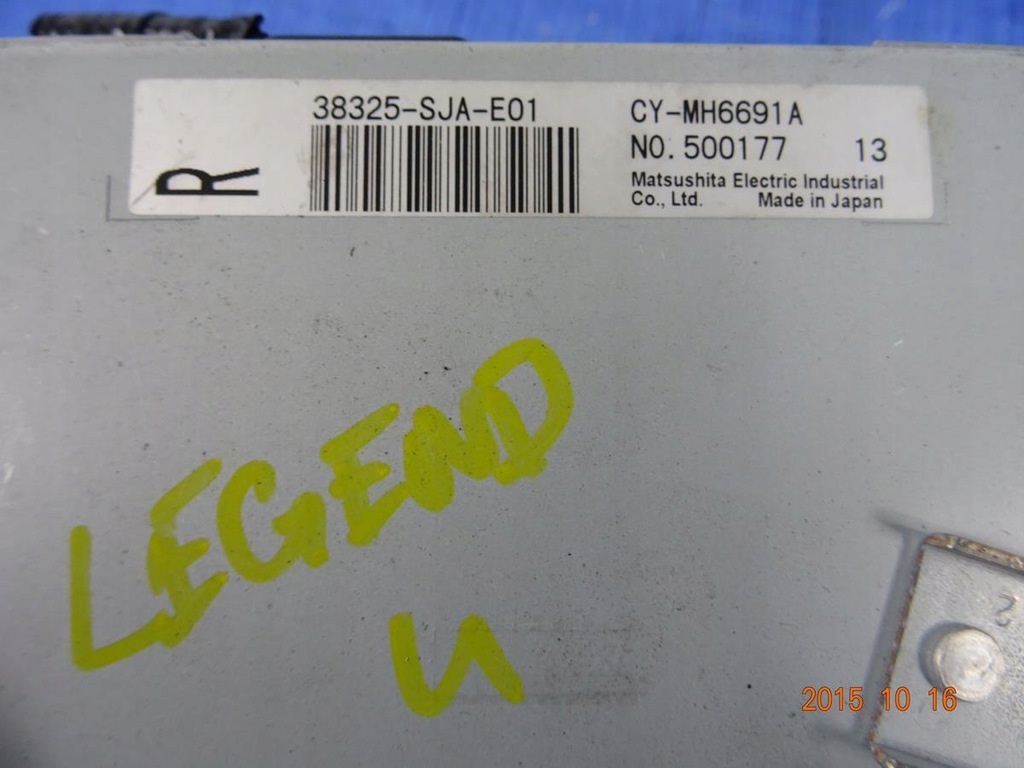 38325-SJA-E01
CY-MH6691A
NO. 500177 13
Matsushita Electric Industrial
Co., Ltd. Made in Japan
R
LEGEND
2
2015 10 16